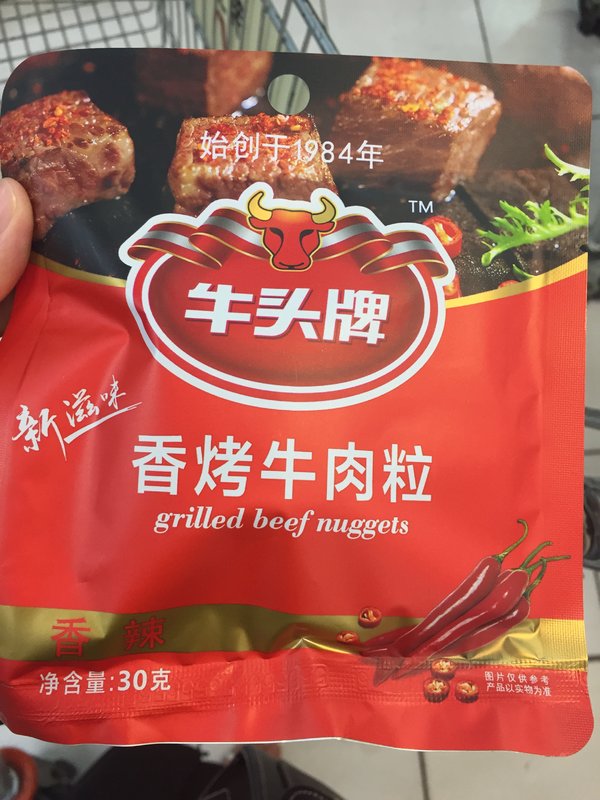 始创于1984年
TM
牛头牌
新滋味
香烤牛肉粒
grilled beef nuggets
香辣
净含量:30克
图片仅供参考
产品以实物为准